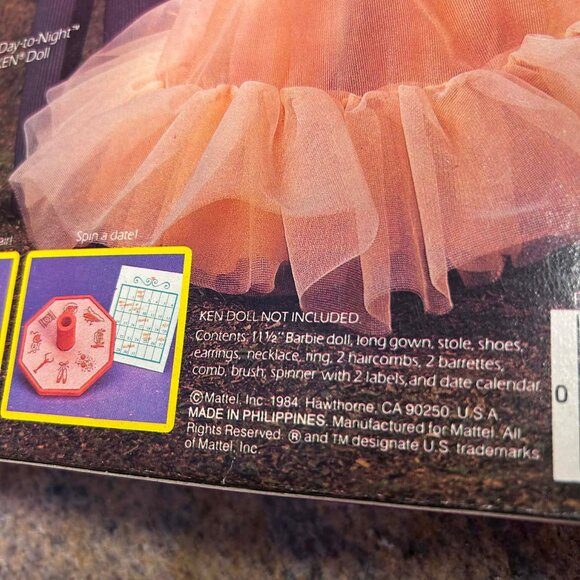 Day-to-Night™
KEN® Doll
air!
Spin a date!
KEN DOLL NOT INCLUDED
Contents: 11½" Barbie doll, long gown, stole, shoes,
earrings, necklace, ring, 2 haircombs, 2 barrettes,
comb, brush, spinner with 2 labels, and date calendar.
©Mattel, Inc. 1984 Hawthorne, CA 90250 U.S.A.
MADE IN PHILIPPINES. Manufactured for Mattel. All
Rights Reserved. ® and TM designate U.S. trademarks
of Mattel, Inc.
0